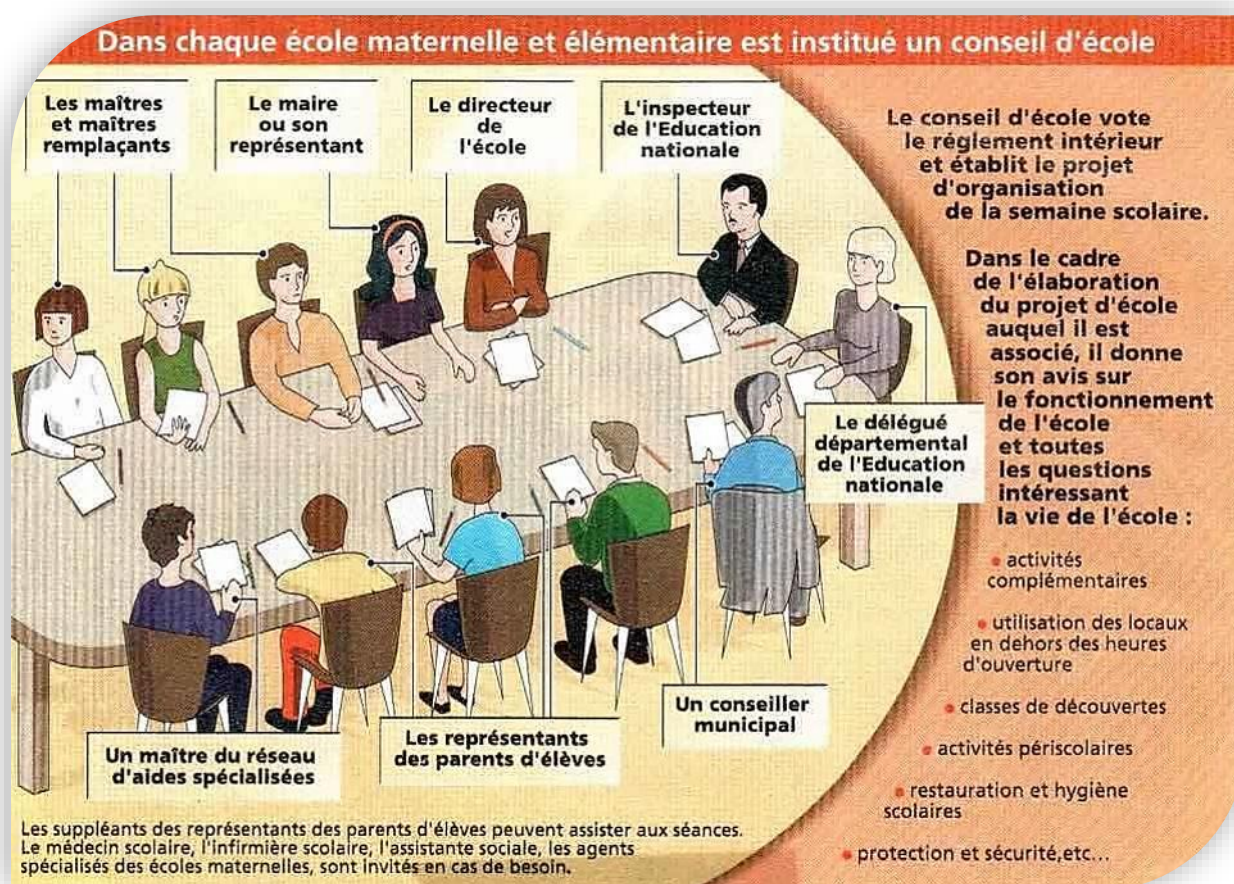 Dans chaque école maternelle et élémentaire est institué un conseil d'école
Les maîtres
et maîtres
remplaçants
Le maire
ou son
représentant
Le directeur
de
l'école
L'inspecteur
de l'Education
nationale
Le conseil d'école vote
le réglement intérieur
et établit le projet
d'organisation
de la semaine scolaire.
Dans le cadre
de l'élaboration
du projet d'école
auquel il est
associé, il donne
son avis sur
le fonctionnement
de l'école
et toutes
les questions
intéressant
la vie de l'école :
• activités
complémentaires
• utilisation des locaux
en dehors des heures
d'ouverture
• classes de découvertes
• activités périscolaires
• restauration et hygiène
scolaires
• protection et sécurité,etc...
Le délégué
départemental
de l'Education
nationale
Un maître du réseau
d'aides spécialisées
Les représentants
des parents d'élèves
Un conseiller
municipal
Les suppléants des représentants des parents d'élèves peuvent assister aux séances.
Le médecin scolaire, l'infirmière scolaire, l'assistante sociale, les agents
spécialisés des écoles maternelles, sont invités en cas de besoin.